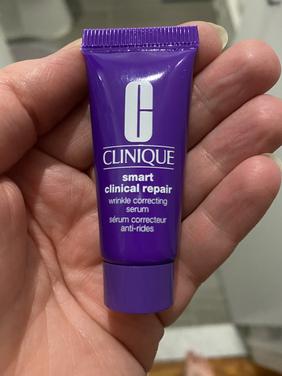 CLINIQUE
smart
clinical repair
wrinkle correcting
serum
sérum correcteur
anti-rides